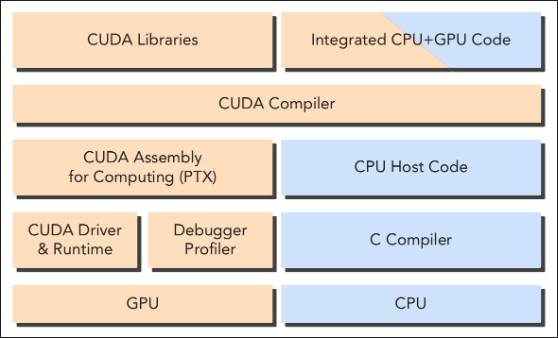 CUDA Libraries
Integrated CPU+GPU Code
CUDA Compiler
CUDA Assembly
for Computing (PTX)
CPU Host Code
CUDA Driver
& Runtime
Debugger
Profiler
C Compiler
GPU
CPU